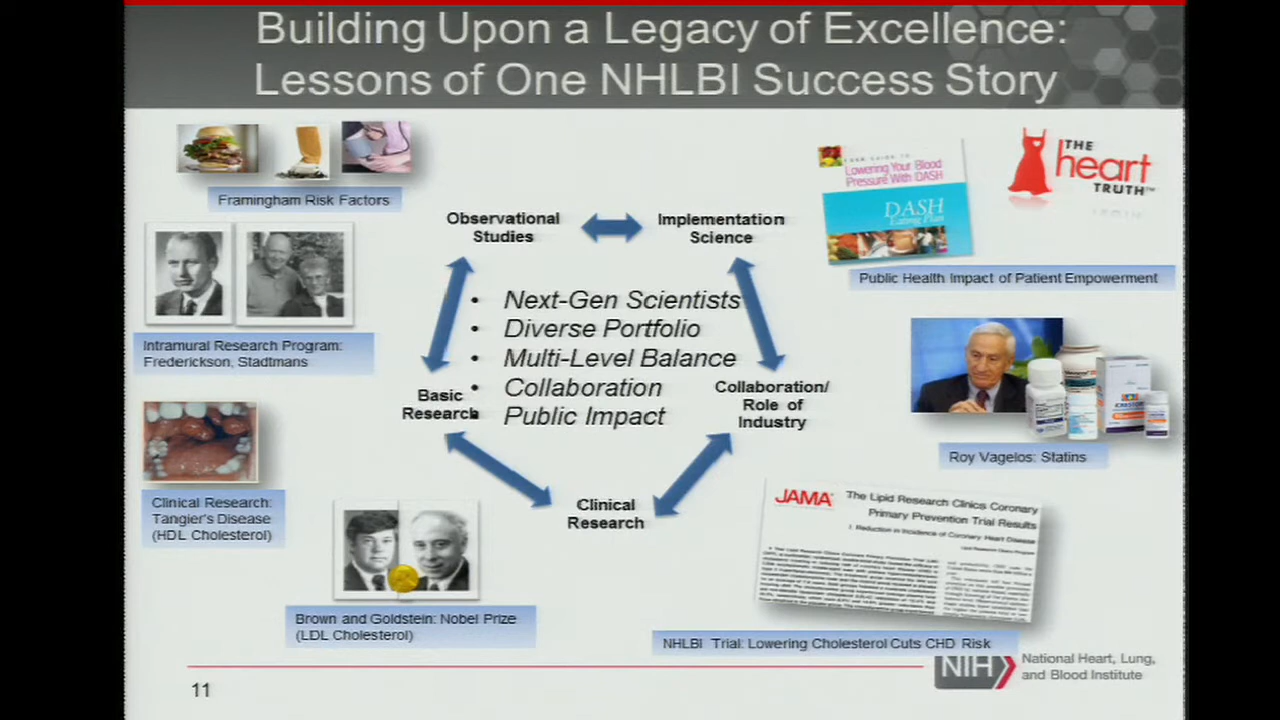 Building Upon a Legacy of Excellence:
Lessons of One NHLBI Success Story
Framingham Risk Factors
Observational
Studies
Implementation
Science
Lowering Your Blood
Pressure With DASH
DASH
Eating Plan
THE
heart
TRUTH™
Public Health Impact of Patient Empowerment
Intramural Research Program:
Frederickson, Stadtmans
• Next-Gen Scientists
• Diverse Portfolio
• Multi-Level Balance
• Collaboration
• Public Impact
Basic
Research
Collaboration/
Role of
Industry
Roy Vagelos: Statins
Clinical Research:
Tangier's Disease
(HDL Cholesterol)
Clinical
Research
JAMA
The Lipid Research Clinics Coronary
Primary Prevention Trial Results
I. Reduction in Incidence of Coronary Heart Disease
Brown and Goldstein: Nobel Prize
(LDL Cholesterol)
NHLBI Trial: Lowering Cholesterol Cuts CHD Risk
NIH
National Heart, Lung,
and Blood Institute
11